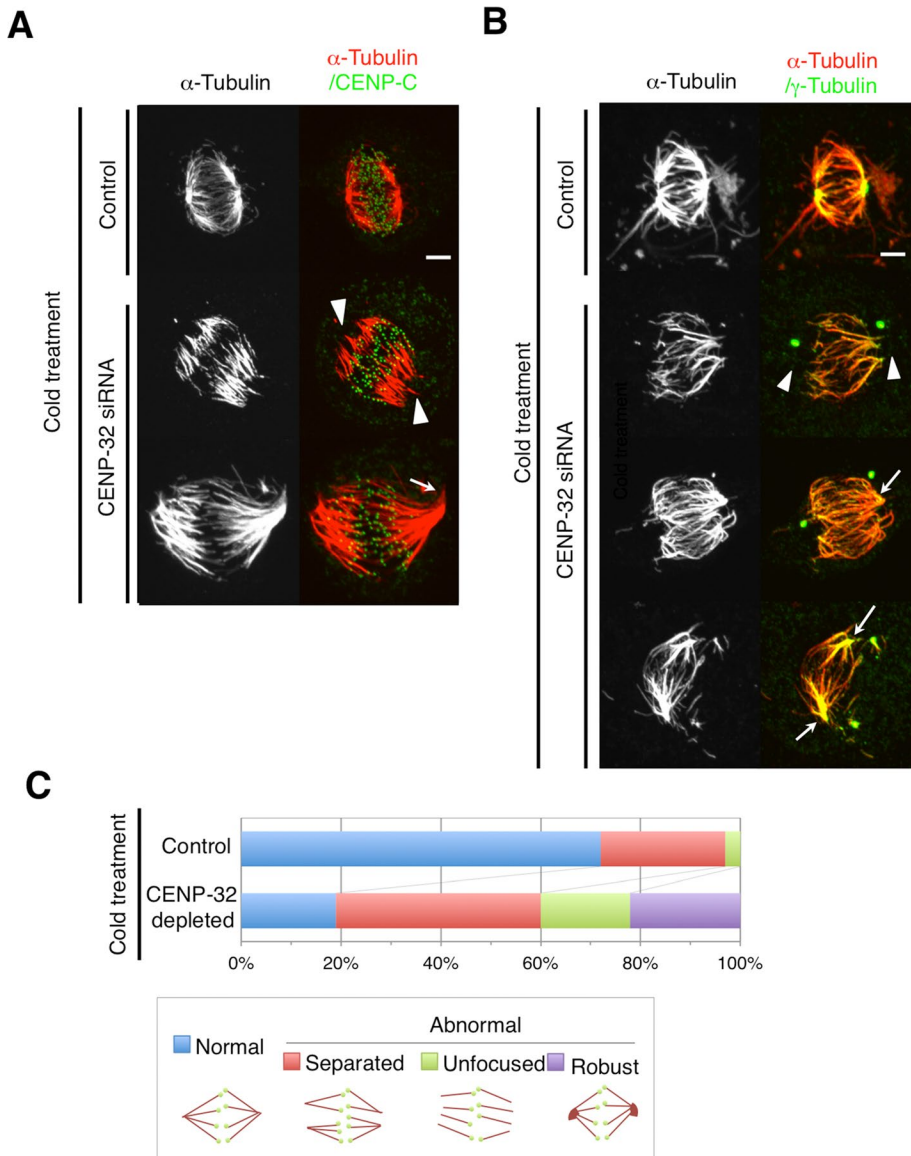 A
α-Tubulin
α-Tubulin
/CENP-C
Cold treatment
Control
CENP-32 siRNA
B
α-Tubulin
α-Tubulin
/γ-Tubulin
Cold treatment
Control
CENP-32 siRNA
Cold treatment
C
Cold treatment
Control
CENP-32
depleted
0%
20%
40%
60%
80%
100%
Abnormal
Normal
Separated
Unfocused
Robust